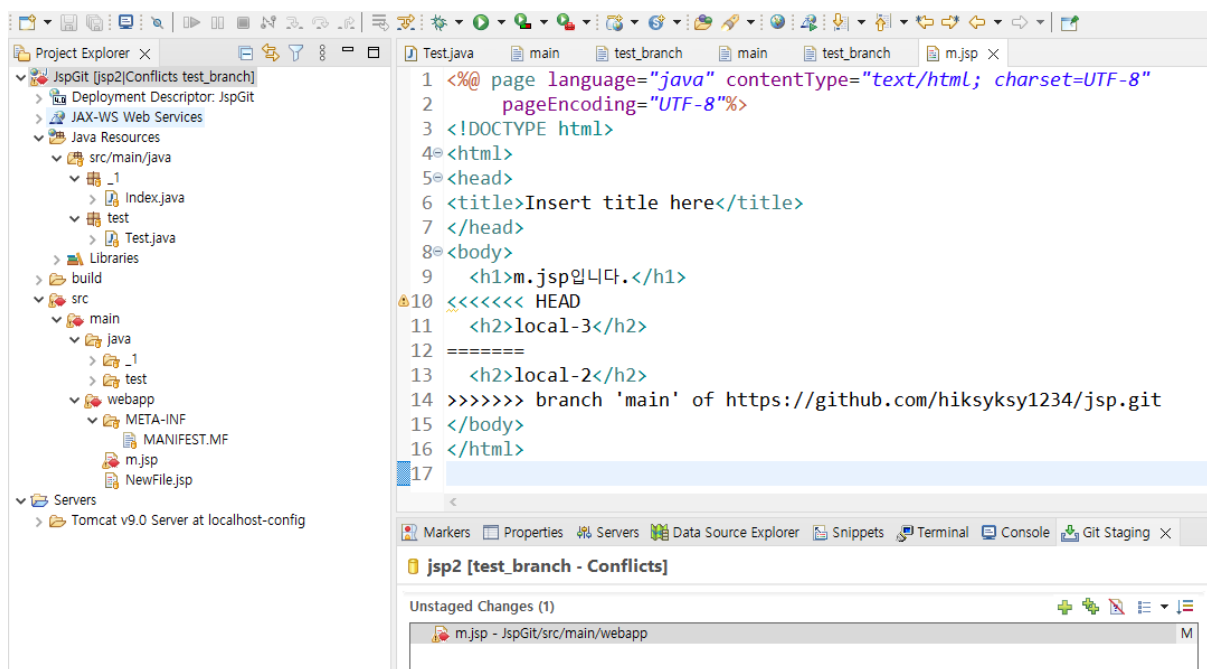 Project Explorer
JspGit [jsp2|Conflicts test_branch]
Deployment Descriptor: JspGit
JAX-WS Web Services
Java Resources
src/main/java
_1
Index.java
test
Test.java
Libraries
build
src
main
java
_1
test
webapp
META-INF
MANIFEST.MF
m.jsp
NewFile.jsp
Servers
Tomcat v9.0 Server at localhost-config
Test.java main test_branch main test_branch m.jsp
1 <%@ page language="java" contentType="text/html; charset=UTF-8"
2 pageEncoding="UTF-8"%>
3 <!DOCTYPE html>
4 <html>
5 <head>
6 <title>Insert title here</title>
7 </head>
8 <body>
9 <h1>m.jsp입니다.</h1>
10 <<<<<<< HEAD
11 <h2>local-3</h2>
12 =======
13 <h2>local-2</h2>
14 >>>>>>> branch 'main' of https://github.com/hiksyksy1234/jsp.git
15 </body>
16 </html>
17
Markers Properties Servers Data Source Explorer Snippets Terminal Console Git Staging
jsp2 [test_branch - Conflicts]
Unstaged Changes (1)
m.jsp - JspGit/src/main/webapp M